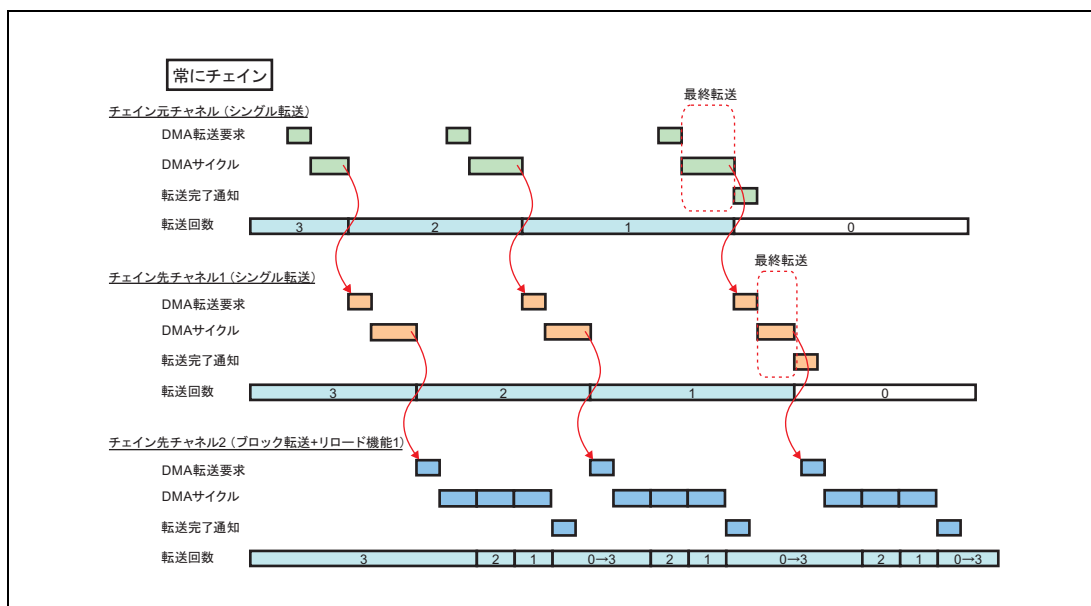 常にチェイン
チェイン元チャネル (シングル転送)
最終転送
DMA転送要求
DMAサイクル
転送完了通知
転送回数
3 2 1 0
チェイン先チャネル1 (シングル転送)
最終転送
DMA転送要求
DMAサイクル
転送完了通知
転送回数
3 2 1 0
チェイン先チャネル2 (ブロック転送+リロード機能1)
DMA転送要求
DMAサイクル
転送完了通知
転送回数
3 2 1 0→3 2 1 0→3 2 1 0→3